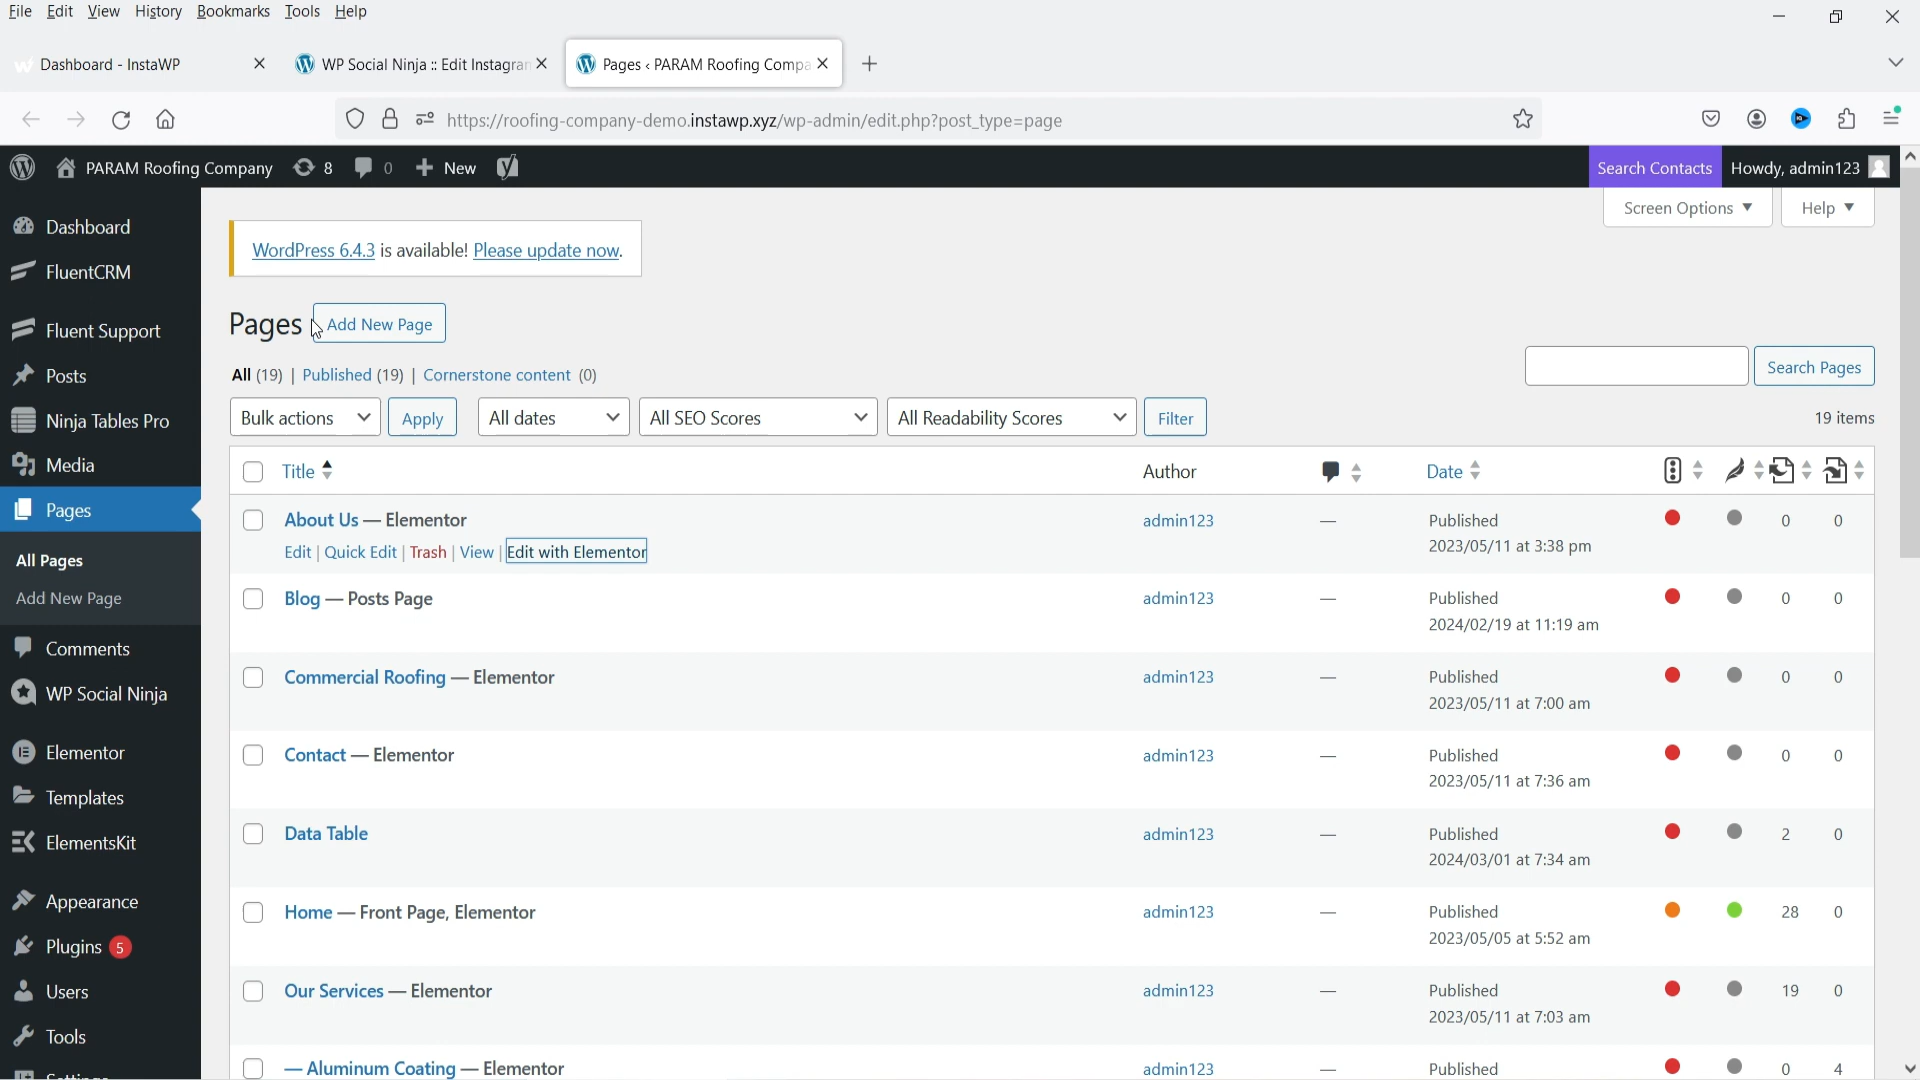 File Edit View History Bookmarks Tools Help
Dashboard - InstaWP
WP Social Ninja :: Edit Instagran
Pages ‹ PARAM Roofing Compa
https://roofing-company-demo.instawp.xyz/wp-admin/edit.php?post_type=page
PARAM Roofing Company 8 0 New Search Contacts Howdy, admin123
Screen Options Help
Dashboard
FluentCRM
Fluent Support
Posts
Ninja Tables Pro
Media
Pages
All Pages
Add New Page
Comments
WP Social Ninja
Elementor
Templates
ElementsKit
Appearance
Plugins 5
Users
Tools
WordPress 6.4.3 is available! Please update now.
Pages Add New Page
All (19) | Published (19) | Cornerstone content (0)
Search Pages
Bulk actions Apply All dates All SEO Scores All Readability Scores Filter 19 items
Title Author Date
About Us — Elementor admin123 — Published 0 0
2023/05/11 at 3:38 pm
Edit | Quick Edit | Trash | View | Edit with Elementor
Blog — Posts Page admin123 — Published 0 0
2024/02/19 at 11:19 am
Commercial Roofing — Elementor admin123 — Published 0 0
2023/05/11 at 7:00 am
Contact — Elementor admin123 — Published 0 0
2023/05/11 at 7:36 am
Data Table admin123 — Published 2 0
2024/03/01 at 7:34 am
Home — Front Page, Elementor admin123 — Published 28 0
2023/05/05 at 5:52 am
Our Services — Elementor admin123 — Published 19 0
2023/05/11 at 7:03 am
— Aluminum Coating — Elementor admin123 — Published 0 4